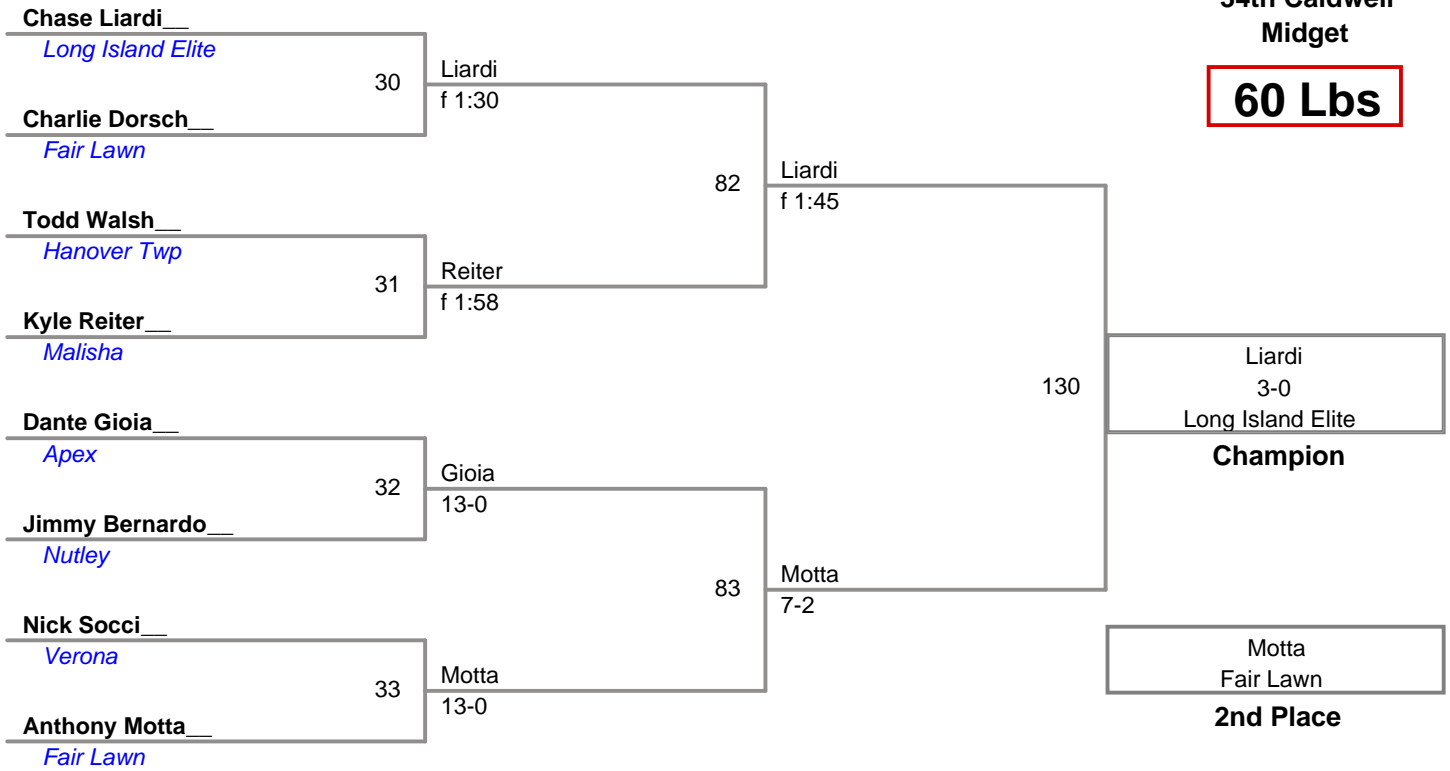 34th Caldwell
Midget
60 Lbs
Chase Liardi__
Long Island Elite
30
Liardi
f 1:30
Charlie Dorsch__
Fair Lawn
82
Liardi
f 1:45
Todd Walsh__
Hanover Twp
31
Reiter
f 1:58
Kyle Reiter__
Malisha
130
Liardi
3-0
Long Island Elite
Champion
Dante Gioia__
Apex
32
Gioia
13-0
Jimmy Bernardo__
Nutley
83
Motta
7-2
Nick Socci__
Verona
33
Motta
13-0
Anthony Motta__
Fair Lawn
Motta
Fair Lawn
2nd Place